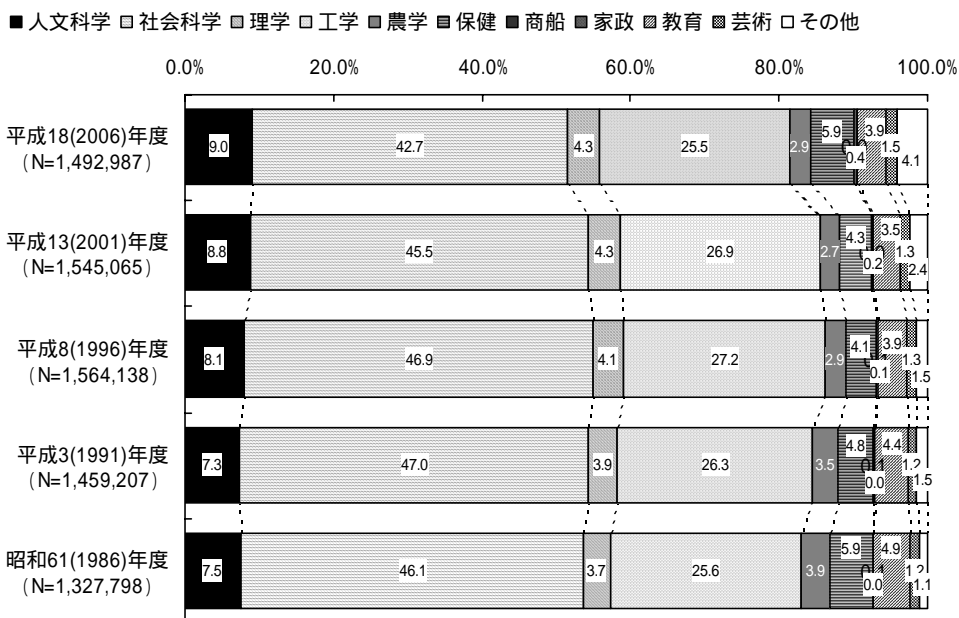 ■人文科学 □社会科学 □理学 □工学 ■農学 ■保健 ■商船 ■家政 □教育 □芸術 □その他
0.0% 20.0% 40.0% 60.0% 80.0% 100.0%
平成18(2006)年度
(N=1,492,987)
9.0 42.7 4.3 25.5 2.9 5.9 0.4 3.9 1.5 4.1
平成13(2001)年度
(N=1,545,065)
8.8 45.5 4.3 26.9 2.7 4.3 0.2 3.5 1.3 2.4
平成8(1996)年度
(N=1,564,138)
8.1 46.9 4.1 27.2 2.9 4.1 0.1 3.9 1.3 1.5
平成3(1991)年度
(N=1,459,207)
7.3 47.0 3.9 26.3 3.5 4.8 0.0 4.4 1.2 1.5
昭和61(1986)年度
(N=1,327,798)
7.5 46.1 3.7 25.6 3.9 5.9 0.0 4.9 1.2 1.1